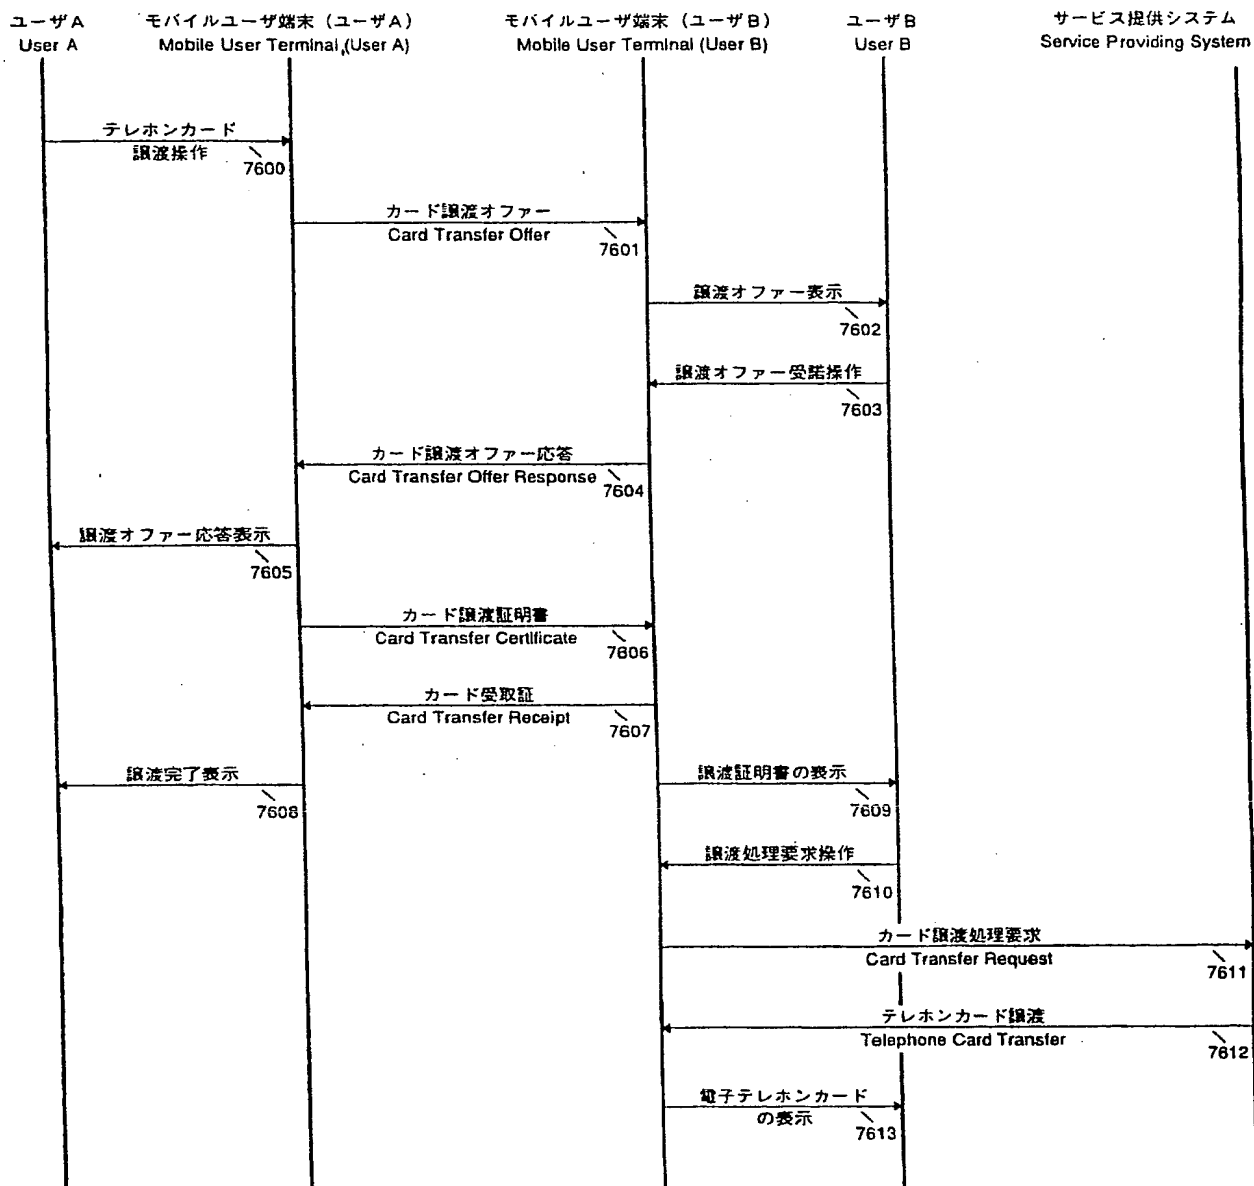 ユーザA
User A
モバイルユーザ端末（ユーザA）
Mobile User Terminal (User A)
モバイルユーザ端末（ユーザB）
Mobile User Terminal (User B)
ユーザB
User B
サービス提供システム
Service Providing System
テレホンカード
譲渡操作
7600
カード譲渡オファー
Card Transfer Offer
7601
譲渡オファー表示
7602
譲渡オファー受諾操作
7603
カード譲渡オファー応答
Card Transfer Offer Response
7604
譲渡オファー応答表示
7605
カード譲渡証明書
Card Transfer Certificate
7606
カード受取証
Card Transfer Receipt
7607
譲渡完了表示
7608
譲渡証明書の表示
7609
譲渡処理要求操作
7610
カード譲渡処理要求
Card Transfer Request
7611
テレホンカード譲渡
Telephone Card Transfer
7612
電子テレホンカード
の表示
7613